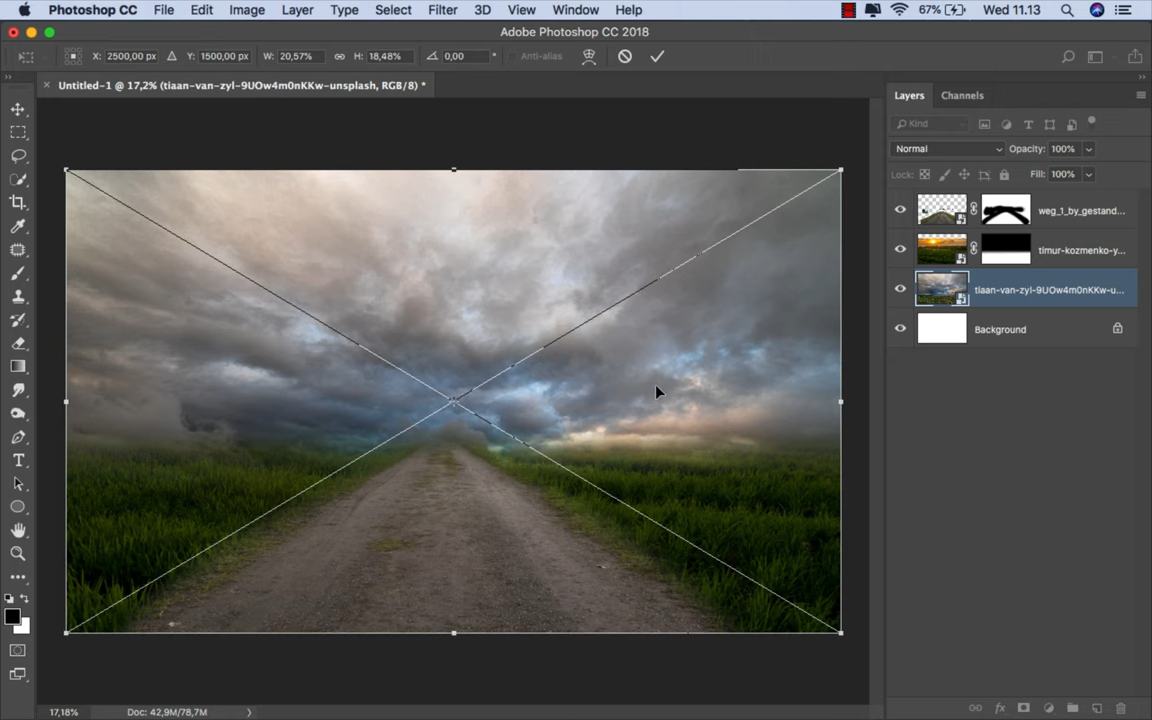 Photoshop CC File Edit Image Layer Type Select Filter 3D View Window Help 67% Wed 11.13
Adobe Photoshop CC 2018
X: 2500,00 px Y: 1500,00 px W: 20,57% H: 18,48% 0,00 ° Anti-alias
Untitled-1 @ 17,2% (tiaan-van-zyl-9UOw4m0nKKw-unsplash, RGB/8) *
Layers Channels
Kind
Normal Opacity: 100%
Lock: Fill: 100%
weg_1_by_gestand...
timur-kozmenko-y...
tiaan-van-zyl-9UOw4m0nKKw-u...
Background
17,18% Doc: 42,9M/78,7M